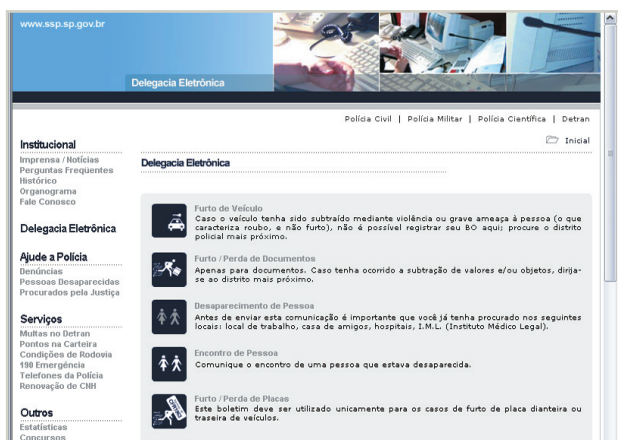 www.ssp.sp.gov.br
Delegacia Eletrônica
Polícia Civil | Polícia Militar | Polícia Científica | Detran
Inicial
Institucional
Imprensa / Notícias
Perguntas Freqüentes
Histórico
Organograma
Fale Conosco
Delegacia Eletrônica
Ajude a Polícia
Denúncias
Pessoas Desaparecidas
Procurados pela Justiça
Serviços
Multas no Detran
Pontos na Carteira
Condições de Rodovia
190 Emergência
Telefones da Polícia
Renovação de CNH
Outros
Estatísticas
Concursos
Delegacia Eletrônica
Furto de Veículo
Caso o veículo tenha sido subtraído mediante violência ou grave ameaça à pessoa (o que
caracteriza roubo, e não furto), não é possível registrar seu BO aqui; procure o distrito
policial mais próximo.
Furto / Perda de Documentos
Apenas para documentos. Caso tenha ocorrido a subtração de valores e/ou objetos, dirija-
se ao distrito mais próximo.
Desaparecimento de Pessoa
Antes de enviar esta comunicação é importante que você já tenha procurado nos seguintes
locais: local de trabalho, casa de amigos, hospitais, I.M.L. (Instituto Médico Legal).
Encontro de Pessoa
Comunique o encontro de uma pessoa que estava desaparecida.
Furto / Perda de Placas
Este boletim deve ser utilizado unicamente para os casos de furto de placa dianteira ou
traseira de veículos.